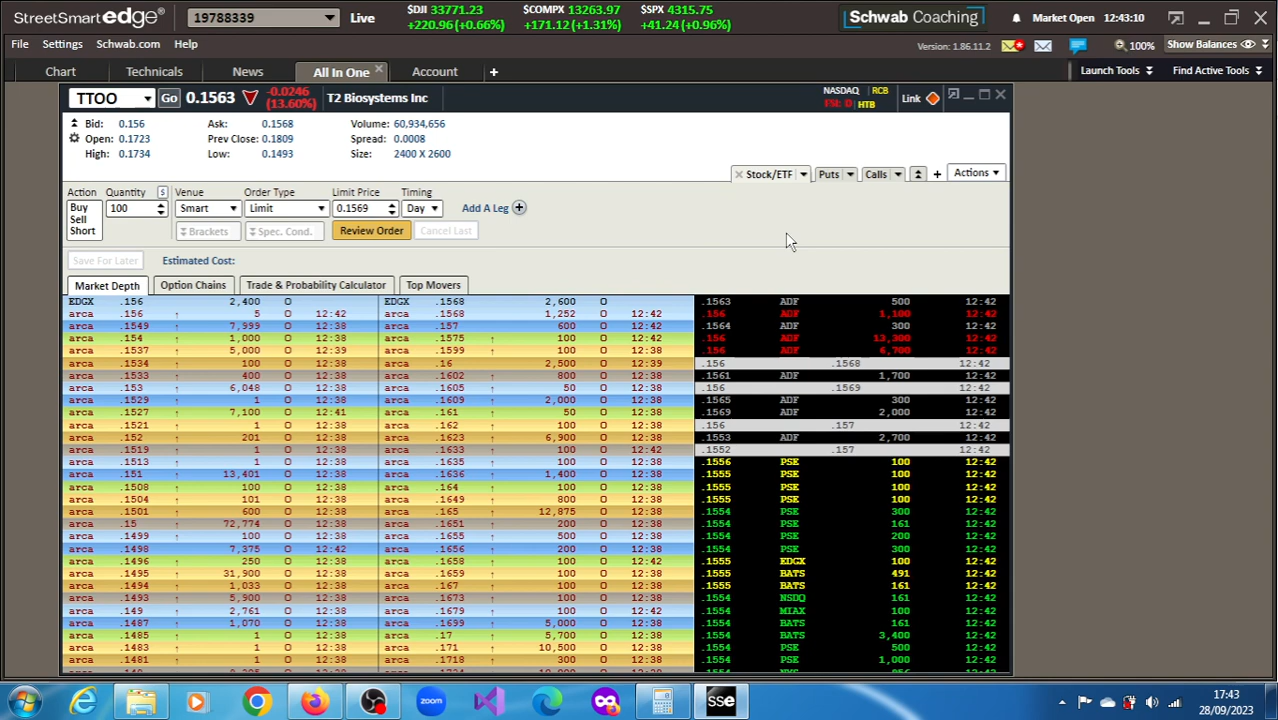 StreetSmart edge 19788339 Live $DJI 33771.23 $COMPX 13263.97 $SPX 4315.75 Schwab Coaching Market Open 12:43:10
+220.96 (+0.66%) +171.12 (+1.31%) +41.24 (+0.96%)
File Settings Schwab.com Help Version: 1.86.11.2 100% Show Balances
Chart Technicals News All In One Account + Launch Tools Find Active Tools
TTOO Go 0.1563 -0.0246 (13.60%) T2 Biosystems Inc NASDAQ RCB HTB Link
Bid: 0.156 Ask: 0.1568 Volume: 60,934,656
Open: 0.1723 Prev Close: 0.1809 Spread: 0.0008
High: 0.1734 Low: 0.1493 Size: 2400 X 2600
Stock/ETF Puts Calls + Actions
Action Quantity $ Venue Order Type Limit Price Timing
Buy 100 Smart Limit 0.1569 Day Add A Leg
Sell
Short Brackets Spec. Cond. Review Order Cancel Last
Save For Later Estimated Cost:
Market Depth Option Chains Trade & Probability Calculator Top Movers
EDGX .156 2,400 O EDGX .1568 2,600 O .1563 ADF 500 12:42
arca .156 ↑ 5 O 12:42 arca .1568 1,252 O 12:42 .156 ADF 1,100 12:42
arca .1549 ↑ 7,999 O 12:38 arca .157 600 O 12:42 .1564 ADF 300 12:42
arca .154 ↑ 1,000 O 12:38 arca .1575 ↑ 100 O 12:42 .156 ADF 13,300 12:42
arca .1537 ↑ 5,000 O 12:39 arca .1599 ↑ 100 O 12:38 .156 ADF 6,700 12:42
arca .1534 ↑ 100 O 12:38 arca .16 ↑ 2,500 O 12:39 .156 .1568 12:42
arca .1533 ↑ 400 O 12:38 arca .1602 ↑ 800 O 12:38 .1561 ADF 1,700 12:42
arca .153 ↑ 6,048 O 12:38 arca .1605 ↑ 50 O 12:38 .156 .1569 12:42
arca .1529 ↑ 1 O 12:38 arca .1609 ↑ 2,000 O 12:38 .1565 ADF 300 12:42
arca .1527 ↑ 7,100 O 12:41 arca .161 ↑ 50 O 12:38 .1569 ADF 2,000 12:42
arca .1521 ↑ 1 O 12:38 arca .162 ↑ 100 O 12:38 .156 .157 12:42
arca .152 ↑ 201 O 12:38 arca .1623 ↑ 6,900 O 12:38 .1553 ADF 2,700 12:42
arca .1519 ↑ 1 O 12:38 arca .1633 ↑ 100 O 12:42 .1552 .157 12:42
arca .1513 ↑ 1 O 12:38 arca .1635 ↑ 100 O 12:38 .1556 PSE 100 12:42
arca .151 ↑ 13,401 O 12:38 arca .1636 ↑ 1,400 O 12:38 .1555 PSE 100 12:42
arca .1508 ↑ 100 O 12:38 arca .164 ↑ 100 O 12:38 .1555 PSE 100 12:42
arca .1504 ↑ 101 O 12:38 arca .1649 ↑ 800 O 12:38 .1555 PSE 100 12:42
arca .1501 ↑ 600 O 12:38 arca .165 ↑ 12,875 O 12:38 .1554 PSE 300 12:42
arca .15 ↑ 72,774 O 12:38 arca .1651 ↑ 200 O 12:38 .1554 PSE 161 12:42
arca .1499 ↑ 100 O 12:38 arca .1655 ↑ 500 O 12:38 .1554 PSE 200 12:42
arca .1498 ↑ 7,375 O 12:42 arca .1656 ↑ 200 O 12:38 .1554 PSE 300 12:42
arca .1496 ↑ 250 O 12:38 arca .1658 ↑ 100 O 12:38 .1555 EDGX 100 12:42
arca .1495 ↑ 31,900 O 12:38 arca .1659 ↑ 100 O 12:38 .1555 BATS 491 12:42
arca .1494 ↑ 1,033 O 12:38 arca .167 ↑ 100 O 12:38 .1555 BATS 161 12:42
arca .1493 ↑ 5,900 O 12:38 arca .1673 ↑ 100 O 12:38 .1554 NSDQ 161 12:42
arca .149 ↑ 2,761 O 12:38 arca .1679 ↑ 100 O 12:42 .1554 MIAX 100 12:42
arca .1487 ↑ 1,070 O 12:38 arca .1699 ↑ 5,000 O 12:38 .1554 BATS 161 12:42
arca .1485 ↑ 1 O 12:38 arca .17 ↑ 5,700 O 12:38 .1554 BATS 3,400 12:42
arca .1483 ↑ 1 O 12:38 arca .171 ↑ 10,500 O 12:38 .1554 PSE 500 12:42
arca .1481 ↑ 1 O 12:38 arca .1718 ↑ 300 O 12:38 .1554 PSE 1,000 12:42
zoom sse 17:43
28/09/2023